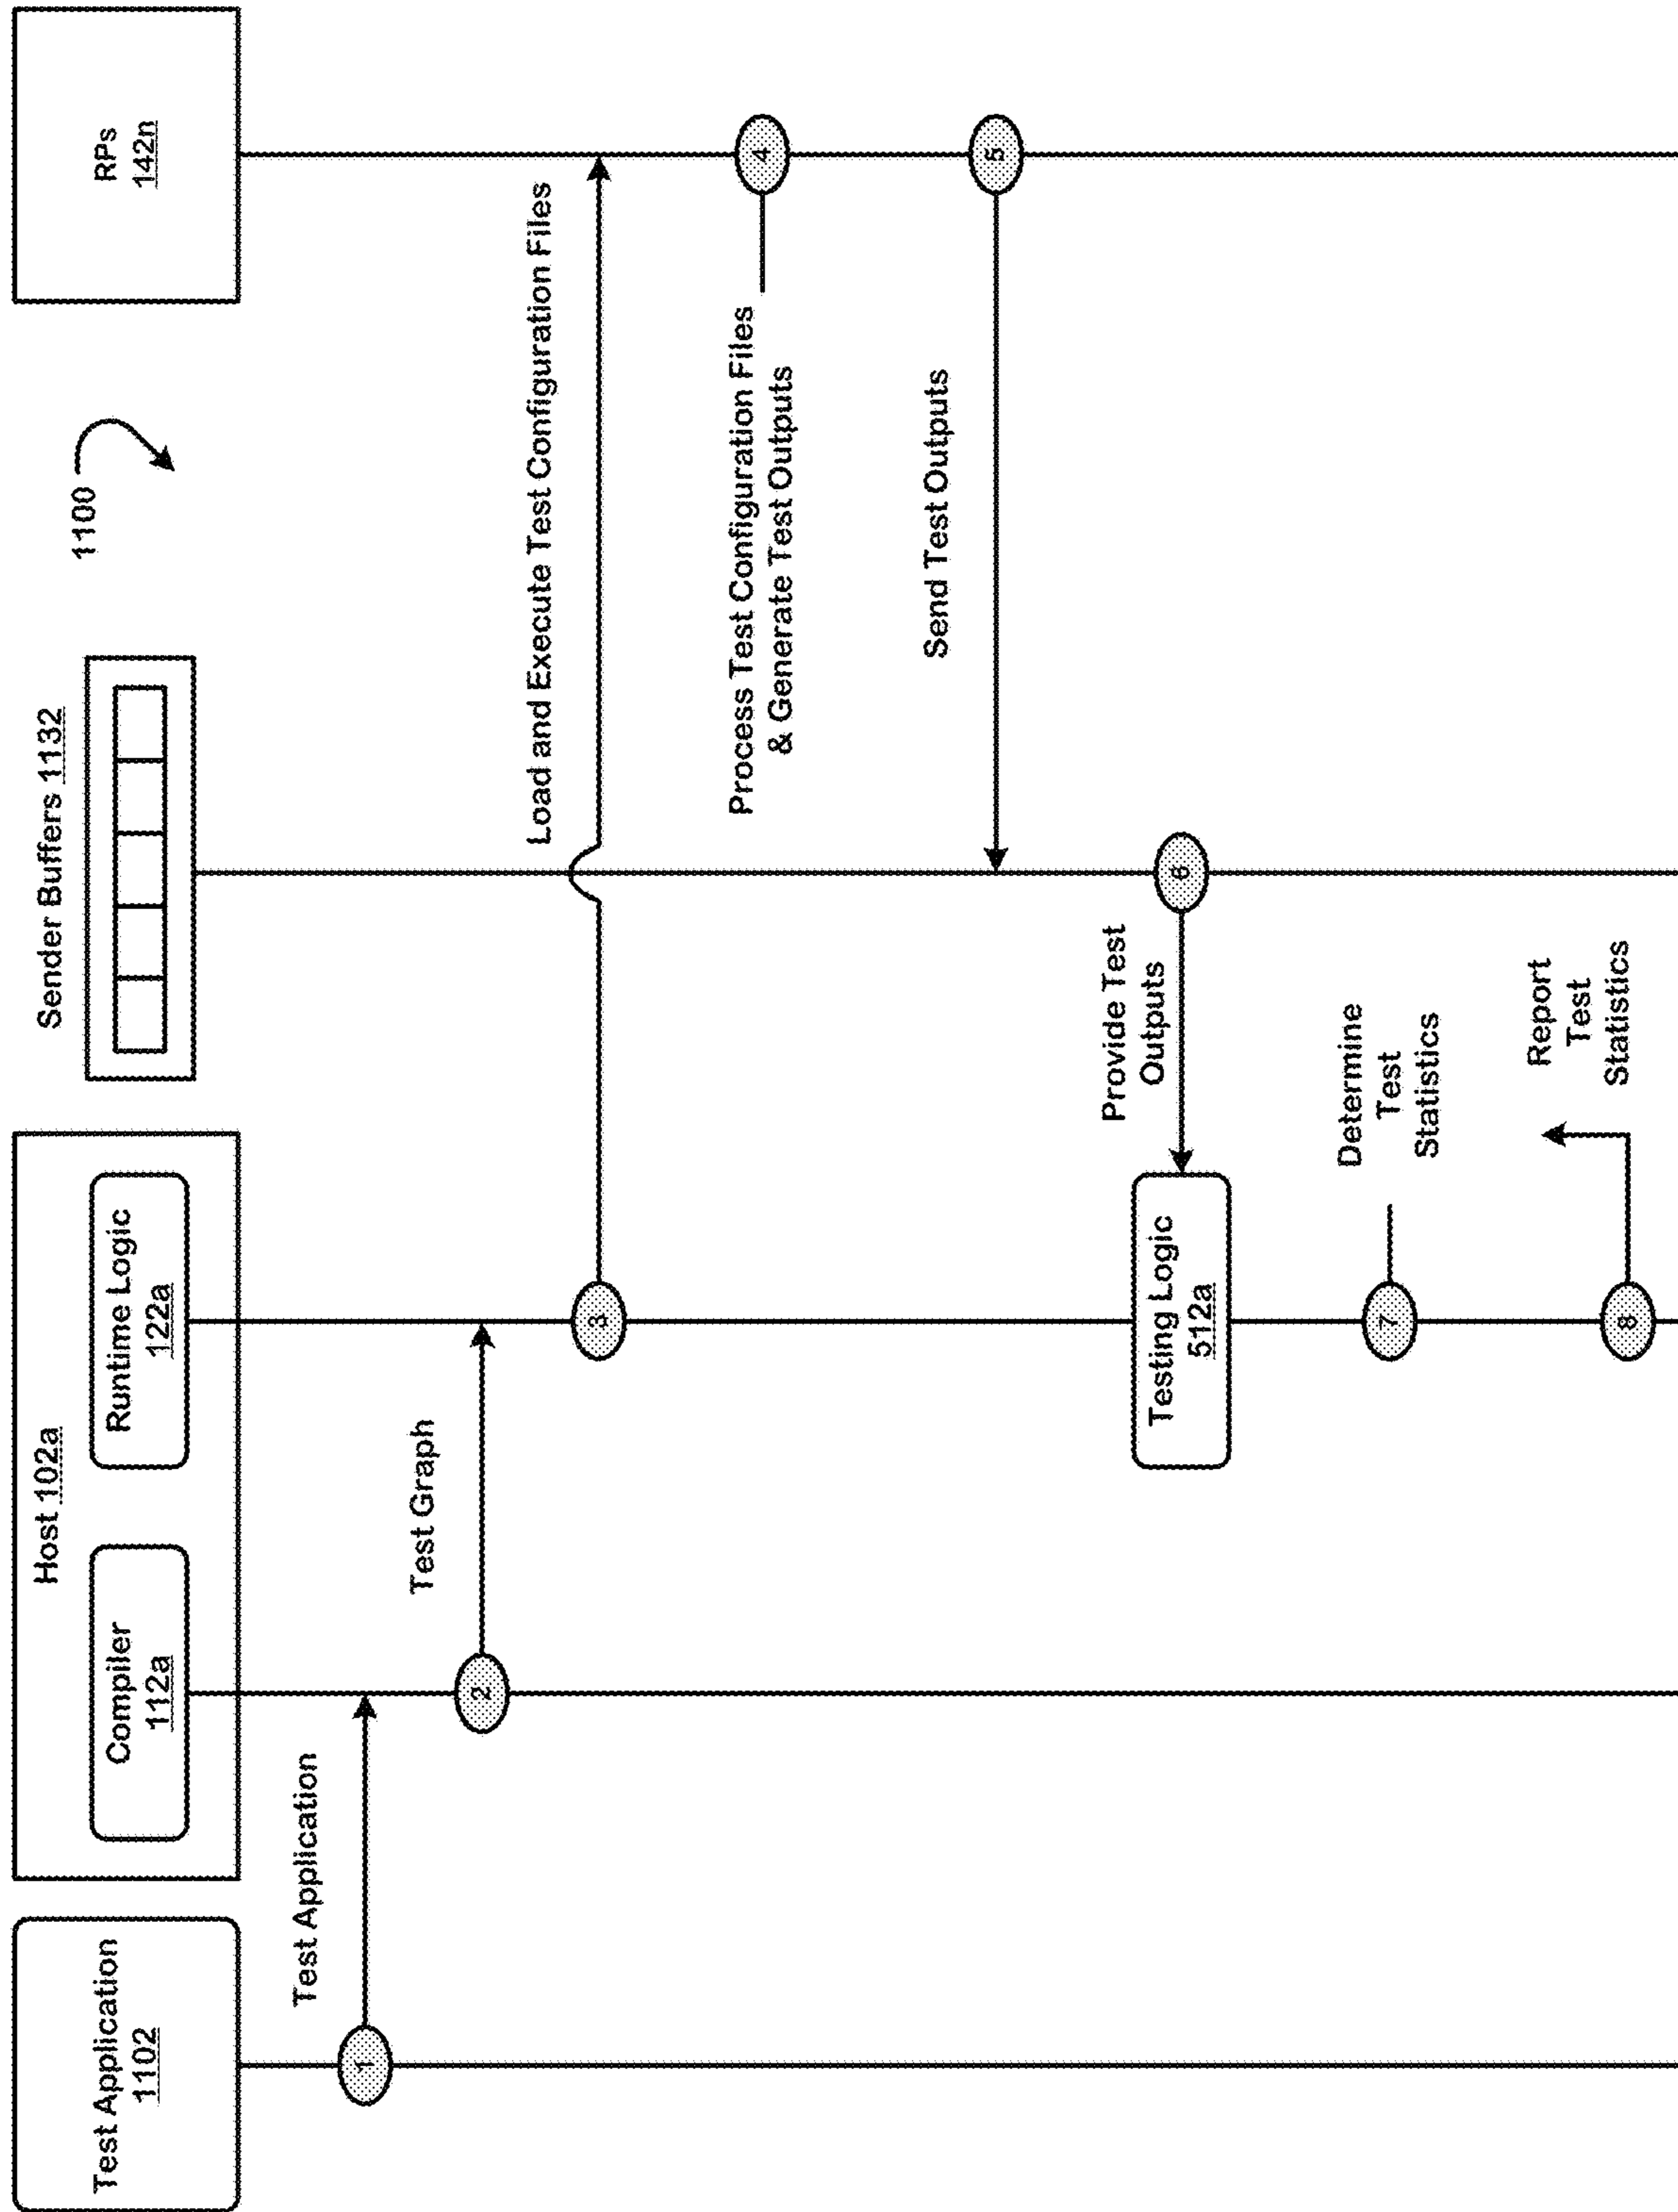 Test Application
1102
Host 102a
Compiler
112a
Runtime Logic
122a
Sender Buffers 1132
1100
RPs
142n
Test Application
1
Test Graph
2
Load and Execute Test Configuration Files
3
Process Test Configuration Files
& Generate Test Outputs
4
Send Test Outputs
5
Provide Test
Outputs
6
Testing Logic
512a
Determine
Test
Statistics
7
Report
Test
Statistics
8